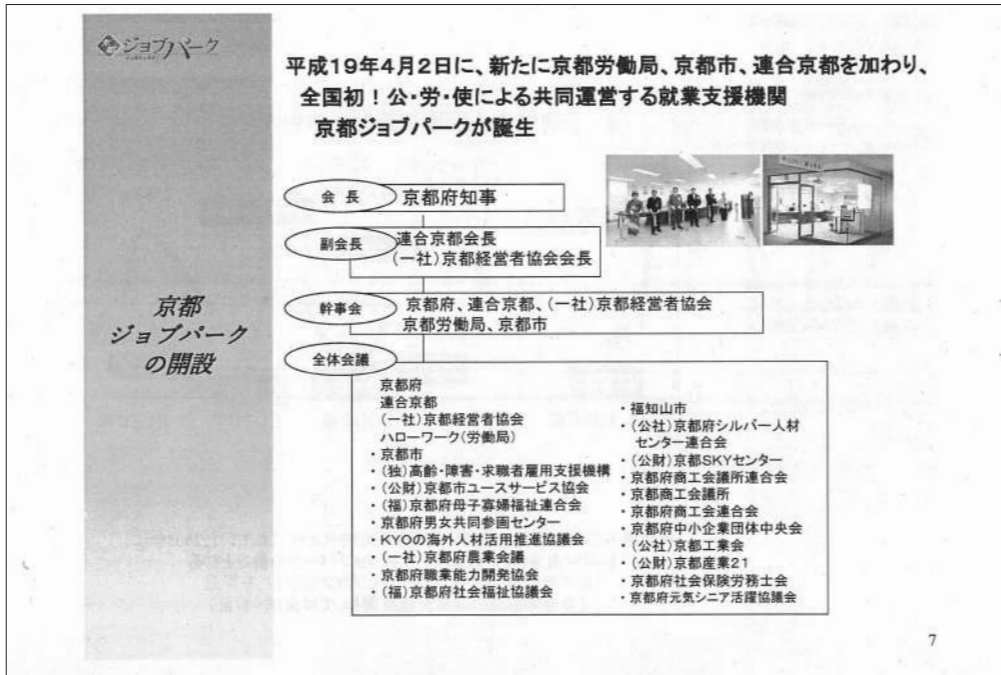 ジョブパーク
平成19年4月2日に、新たに京都労働局、京都市、連合京都を加わり、
全国初！公・労・使による共同運営する就業支援機関
京都ジョブパークが誕生
会 長
京都府知事
副会長
連合京都会長
(一社)京都経営者協会会長
幹事会
京都府、連合京都、(一社)京都経営者協会
京都労働局、京都市
京都
ジョブパーク
の開設
全体会議
京都府
連合京都
(一社)京都経営者協会
ハローワーク(労働局)
・京都市
・(独)高齢・障害・求職者雇用支援機構
・(公財)京都市ユースサービス協会
・(福)京都府母子寡婦福祉連合会
・京都府男女共同参画センター
・KYOの海外人材活用推進協議会
・(一社)京都府農業会議
・京都府職業能力開発協会
・(福)京都府社会福祉協議会
・福知山市
・(公社)京都府シルバー人材
センター連合会
・(公財)京都SKYセンター
・京都府商工会議所連合会
・京都商工会議所
・京都府商工会連合会
・京都府中小企業団体中央会
・(公社)京都工業会
・(公財)京都産業21
・京都府社会保険労務士会
・京都府元気シニア活躍協議会
7